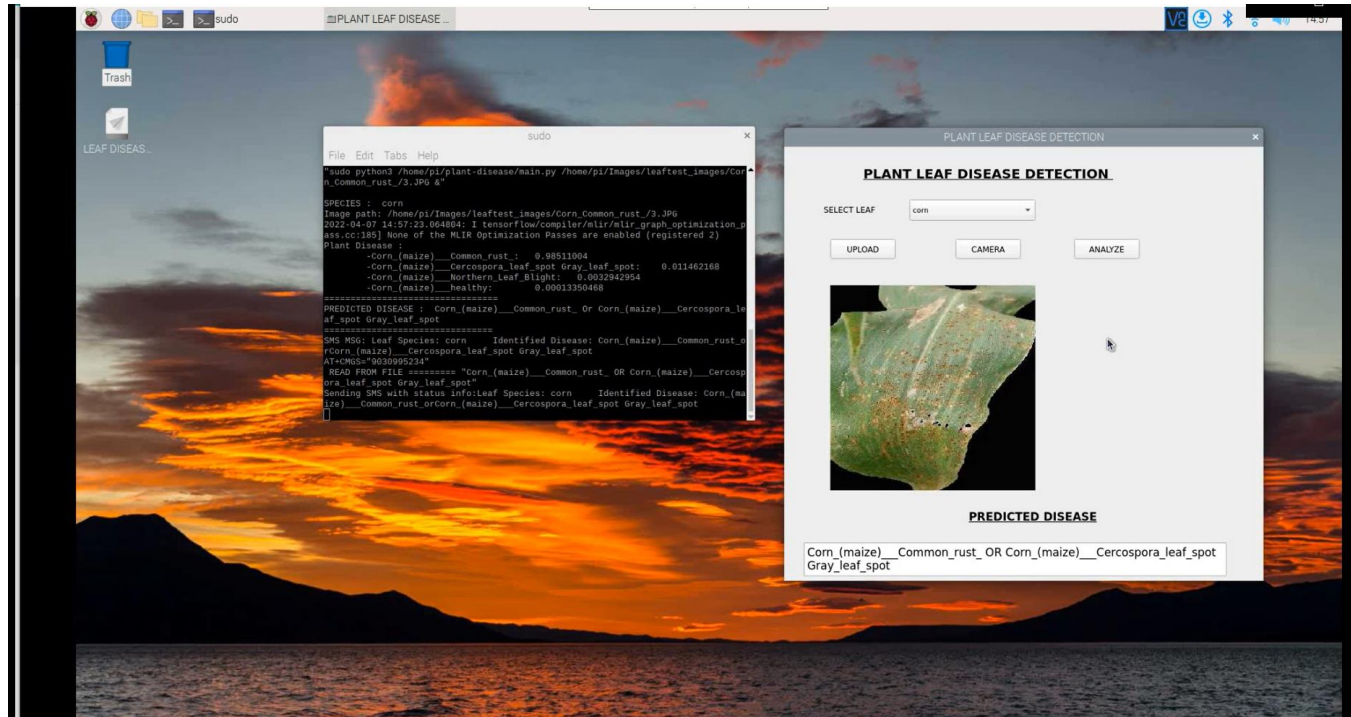 sudo
PLANT LEAF DISEASE ...
14:57
Trash
LEAF DISEAS...
sudo
File Edit Tabs Help
"sudo python3 /home/pi/plant-disease/main.py /home/pi/Images/leaftest_images/Cor
n_Common_rust_/3.JPG &"
SPECIES : corn
Image path: /home/pi/Images/leaftest_images/Corn_Common_rust_/3.JPG
2022-04-07 14:57:23.064804: I tensorflow/compiler/mlir/mlir_graph_optimization_p
ass.cc:185] None of the MLIR Optimization Passes are enabled (registered 2)
Plant Disease :
-Corn_(maize)___Common_rust_: 0.98511004
-Corn_(maize)___Cercospora_leaf_spot Gray_leaf_spot: 0.011462168
-Corn_(maize)___Northern_Leaf_Blight: 0.0032942954
-Corn_(maize)___healthy: 0.00013350468
=================================
PREDICTED DISEASE : Corn_(maize)___Common_rust_ Or Corn_(maize)___Cercospora_le
af_spot Gray_leaf_spot
================================
SMS MSG: Leaf Species: corn Identified Disease: Corn_(maize)___Common_rust_o
rCorn_(maize)___Cercospora_leaf_spot Gray_leaf_spot
AT+CMGS="9030995234"
READ FROM FILE ========= "Corn_(maize)___Common_rust_ OR Corn_(maize)___Cercosp
ora_leaf_spot Gray_leaf_spot"
Sending SMS with status info:Leaf Species: corn Identified Disease: Corn_(ma
ize)___Common_rust_orCorn_(maize)___Cercospora_leaf_spot Gray_leaf_spot
PLANT LEAF DISEASE DETECTION
PLANT LEAF DISEASE DETECTION
SELECT LEAF corn
UPLOAD CAMERA ANALYZE
PREDICTED DISEASE
Corn_(maize)___Common_rust_ OR Corn_(maize)___Cercospora_leaf_spot
Gray_leaf_spot